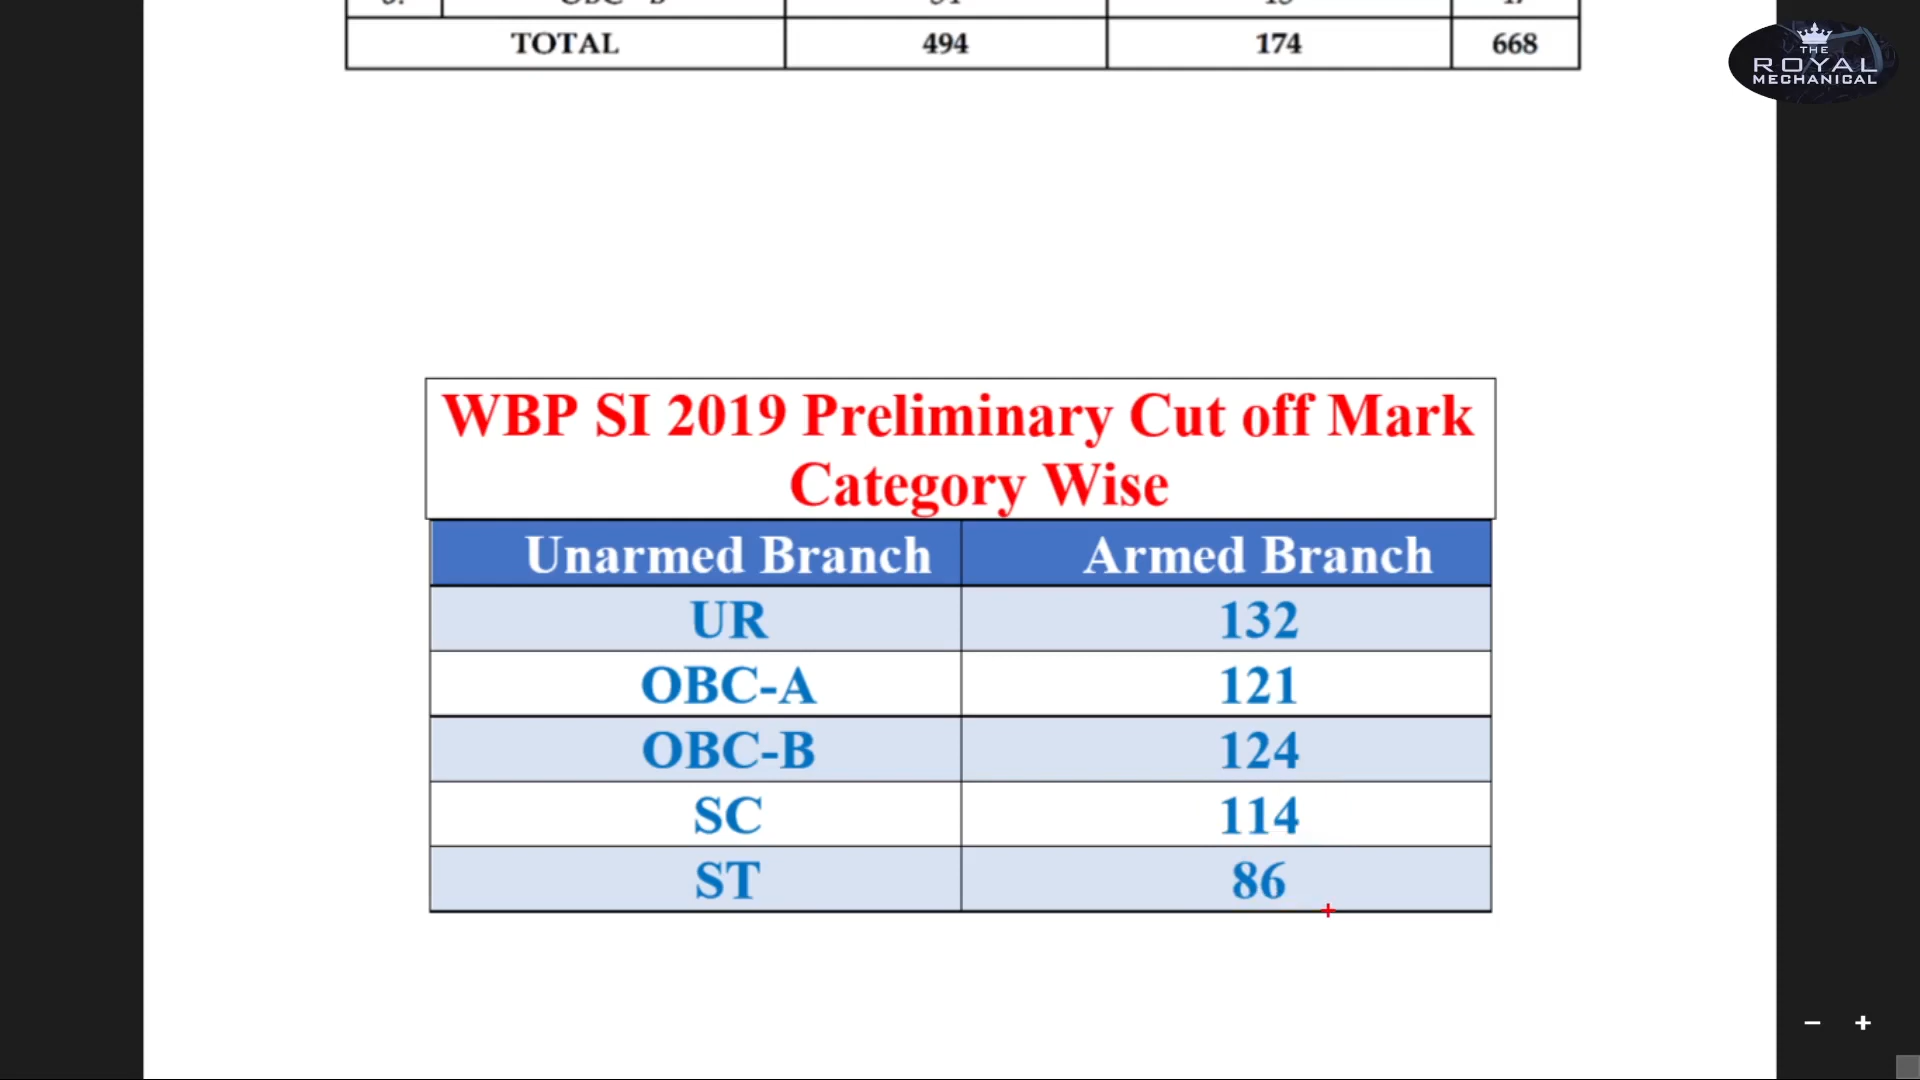 TOTAL 494 174 668
THE
ROYAL
MECHANICAL
WBP SI 2019 Preliminary Cut off Mark
Category Wise
Unarmed Branch Armed Branch
UR 132
OBC-A 121
OBC-B 124
SC 114
ST 86